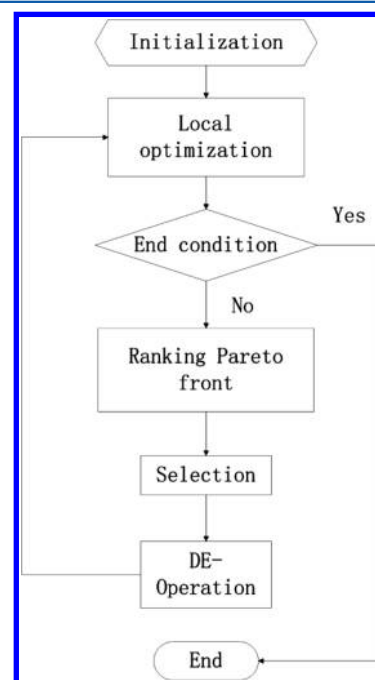 Initialization
Local
optimization
End condition
Yes
No
Ranking Pareto
front
Selection
DE-
Operation
End